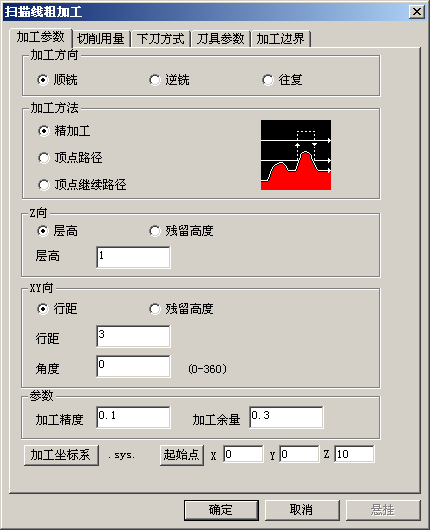 扫描线粗加工
加工参数 切削用量 下刀方式 刀具参数 加工边界
加工方向
顺铣 逆铣 往复
加工方法
精加工
顶点路径
顶点继续路径
Z向
层高 残留高度
层高 1
XY向
行距 残留高度
行距 3
角度 0 (0-360)
参数
加工精度 0.1 加工余量 0.3
加工坐标系 .sys. 起始点 X 0 Y 0 Z 10
确定 取消 悬挂